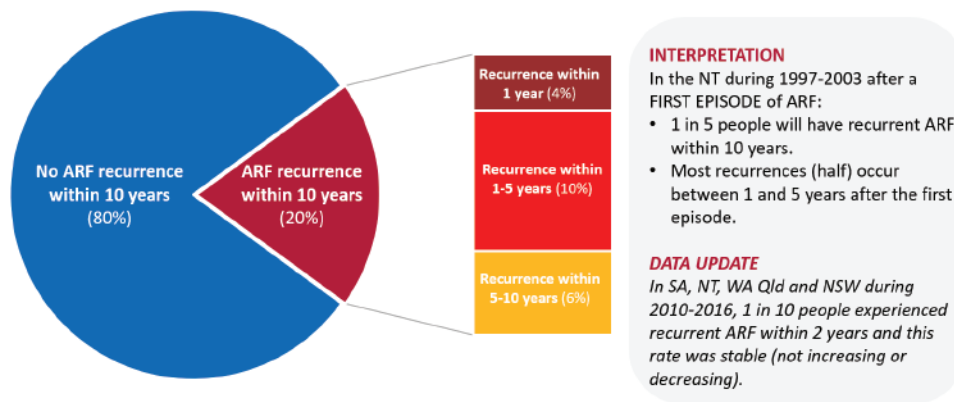 No ARF recurrence
within 10 years
(80%)
ARF recurrence
within 10 years
(20%)
Recurrence within
1 year (4%)
Recurrence within
1-5 years (10%)
Recurrence within
5-10 years (6%)
INTERPRETATION
In the NT during 1997-2003 after a
FIRST EPISODE of ARF:
• 1 in 5 people will have recurrent ARF
within 10 years.
• Most recurrences (half) occur
between 1 and 5 years after the first
episode.
DATA UPDATE
In SA, NT, WA Qld and NSW during
2010-2016, 1 in 10 people experienced
recurrent ARF within 2 years and this
rate was stable (not increasing or
decreasing).